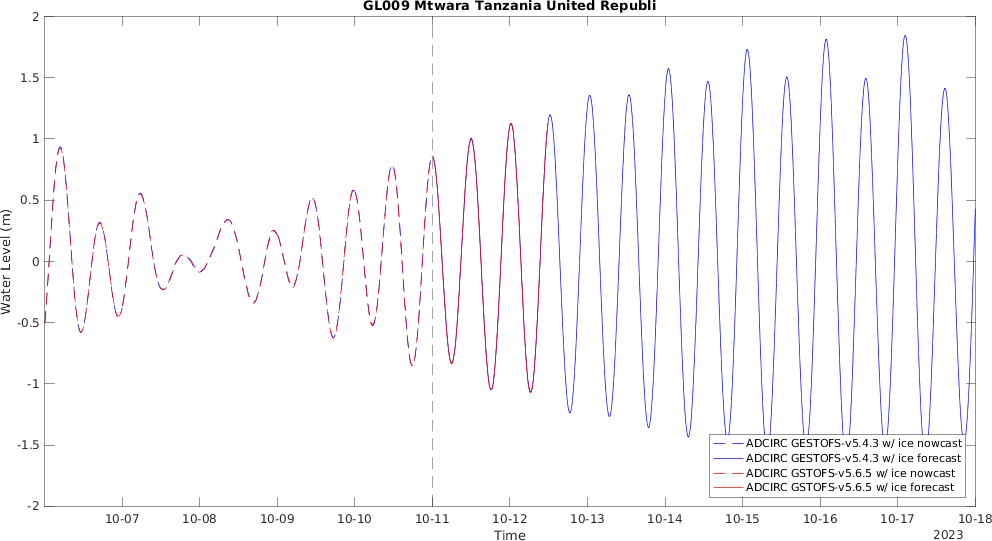 GL009 Mtwara Tanzania United Republi
2
1.5
1
0.5
0
-0.5
-1
-1.5
-2
Water Level (m)
ADCIRC GESTOFS-v5.4.3 w/ ice nowcast
ADCIRC GESTOFS-v5.4.3 w/ ice forecast
ADCIRC GSTOFS-v5.6.5 w/ ice nowcast
ADCIRC GSTOFS-v5.6.5 w/ ice forecast
10-07 10-08 10-09 10-10 10-11 10-12 10-13 10-14 10-15 10-16 10-17 10-18
Time
2023